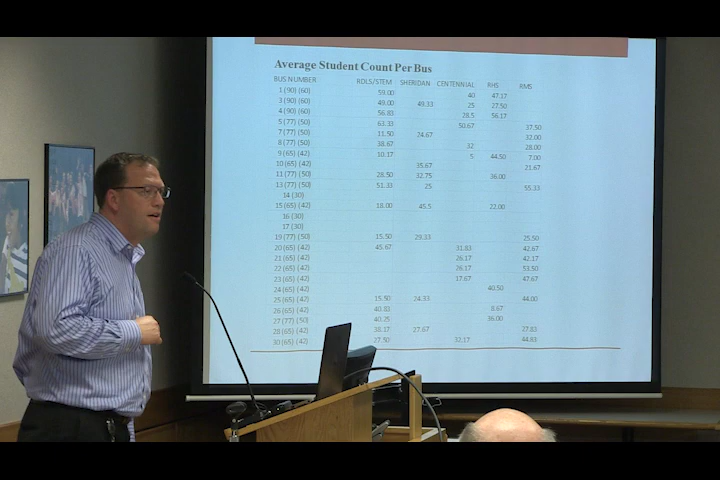 Average Student Count Per Bus
BUS NUMBER RDLS/STEM SHERIDAN CENTENNIAL RHS RMS
1 (90) (60) 59.00 40 47.17
3 (90) (60) 49.00 49.33 25 27.50
4 (90) (60) 56.83 28.5 56.17
5 (77) (50) 63.33 50.67 37.50
7 (77) (50) 11.50 24.67 32.00
8 (77) (50) 38.67 32 28.00
9 (65) (42) 10.17 5 44.50 7.00
10 (65) (42) 35.67 21.67
11 (77) (50) 28.50 32.75 36.00
13 (77) (50) 51.33 25 55.33
14 (30)
15 (65) (42) 18.00 45.5 22.00
16 (30)
17 (30)
19 (77) (50) 15.50 29.33 25.50
20 (65) (42) 45.67 31.83 42.67
21 (65) (42) 26.17 42.17
22 (65) (42) 26.17 53.50
23 (65) (42) 17.67 47.67
24 (65) (42) 40.50
25 (65) (42) 15.50 24.33 44.00
26 (65) (42) 40.83 8.67
27 (77) (50) 40.25 36.00
28 (65) (42) 38.17 27.67 27.83
30 (65) (42) 27.50 32.17 44.83